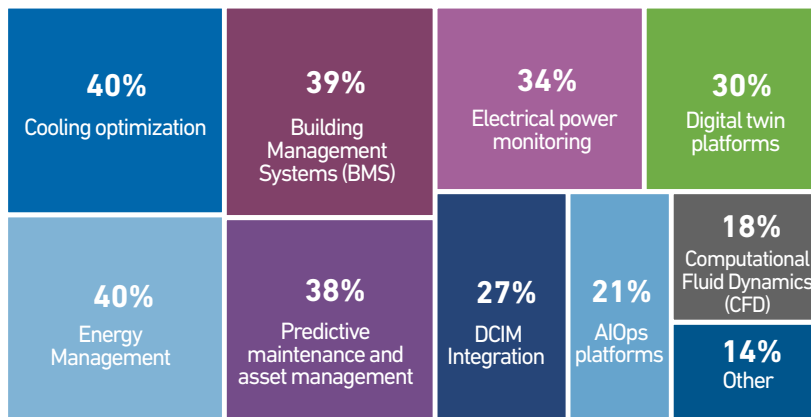 40%
Cooling optimization
39%
Building
Management
Systems (BMS)
34%
Electrical power
monitoring
30%
Digital twin
platforms
40%
Energy
Management
38%
Predictive
maintenance and
asset management
27%
DCIM
Integration
21%
AIOps
platforms
18%
Computational
Fluid Dynamics
(CFD)
14%
Other